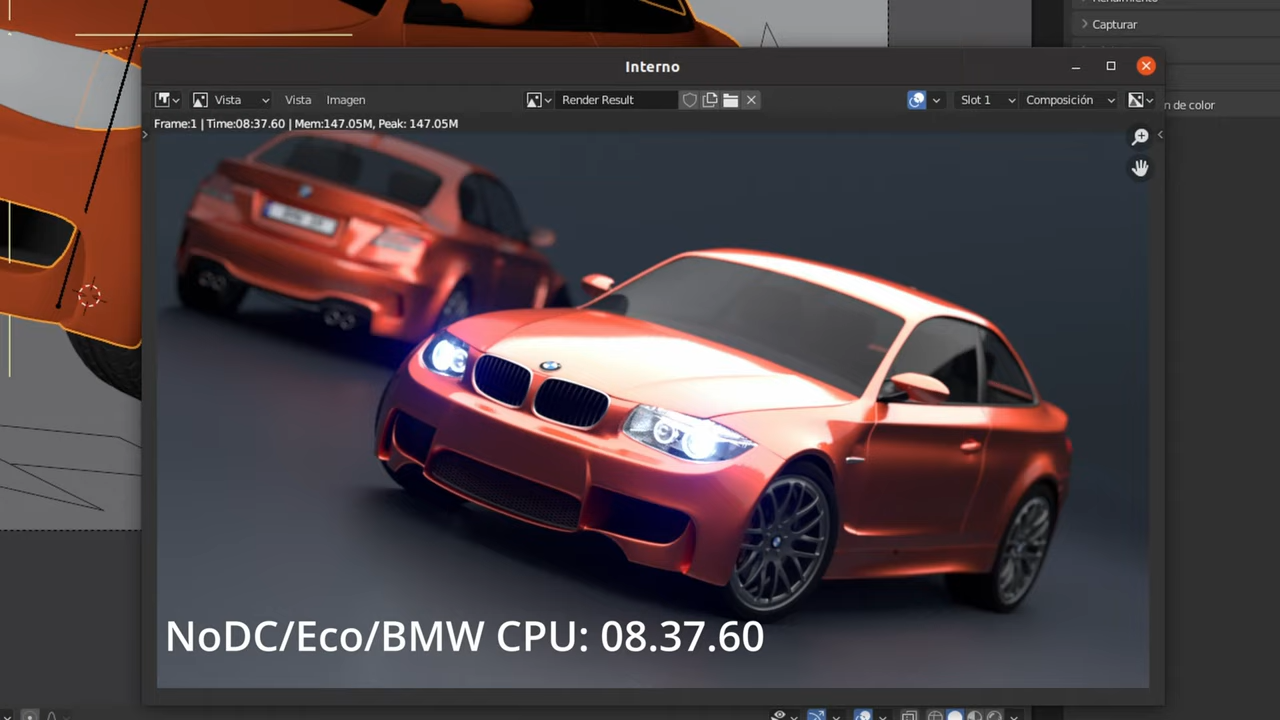 Capturar
Interno
n de color
Vista
Vista
Imagen
Render Result
Slot 1
Composición
Frame:1 | Time:08:37.60 | Mem:147.05M, Peak: 147.05M
NoDC/Eco/BMW CPU: 08.37.60